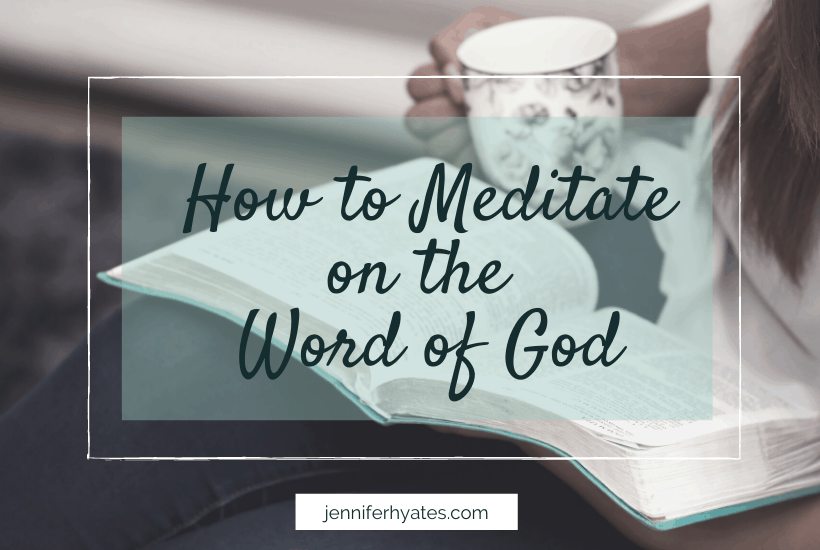 How to Meditate
on the
Word of God
jenniferhyates.com